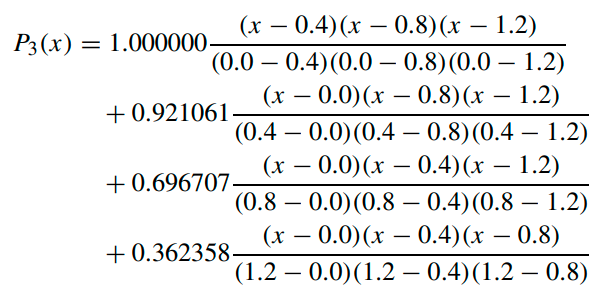 P₃(x) = 1.000000 (x − 0.4)(x − 0.8)(x − 1.2) / (0.0 − 0.4)(0.0 − 0.8)(0.0 − 1.2)
+ 0.921061 (x − 0.0)(x − 0.8)(x − 1.2) / (0.4 − 0.0)(0.4 − 0.8)(0.4 − 1.2)
+ 0.696707 (x − 0.0)(x − 0.4)(x − 1.2) / (0.8 − 0.0)(0.8 − 0.4)(0.8 − 1.2)
+ 0.362358 (x − 0.0)(x − 0.4)(x − 0.8) / (1.2 − 0.0)(1.2 − 0.4)(1.2 − 0.8)